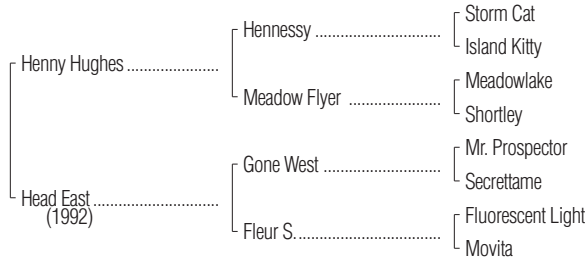 Storm Cat
Hennessy ........................
Island Kitty
Henny Hughes ........................
Meadowlake
Meadow Flyer ........................
Shortley
Mr. Prospector
Gone West ........................
Secrettame
Head East ........................
(1992)
Fluorescent Light
Fleur S. ........................
Movita